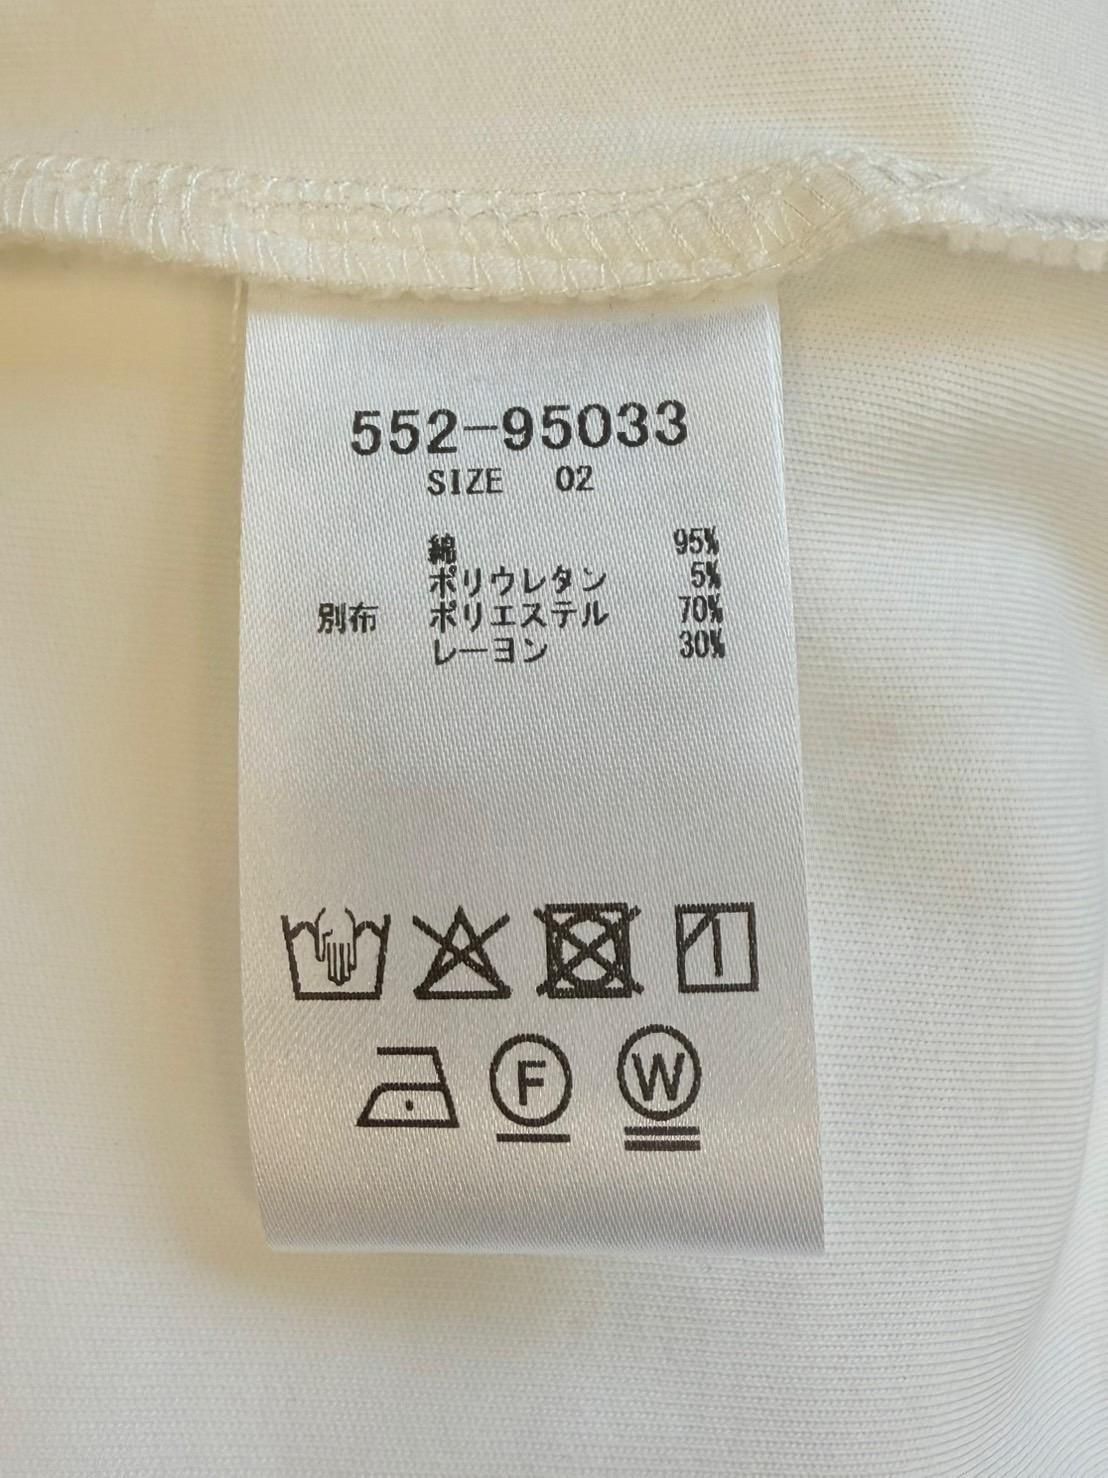 552-95033
SIZE 02
綿 95%
ポリウレタン 5%
別布 ポリエステル 70%
レーヨン 30%
F W